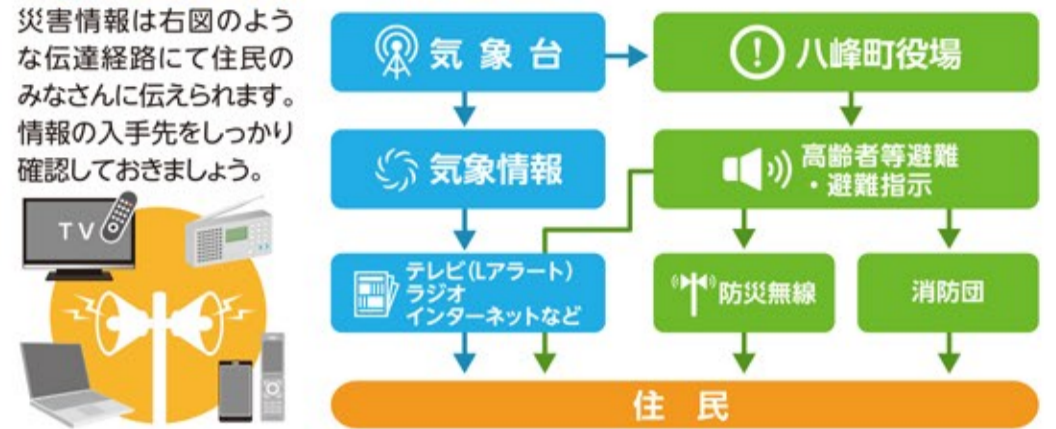 災害情報は右図のよう
な伝達経路にて住民の
みなさんに伝えられます。
情報の入手先をしっかり
確認しておきましょう。
TV
気象台
八峰町役場
気象情報
高齢者等避難
・避難指示
テレビ(Lアラート)
ラジオ
インターネットなど
防災無線
消防団
住民